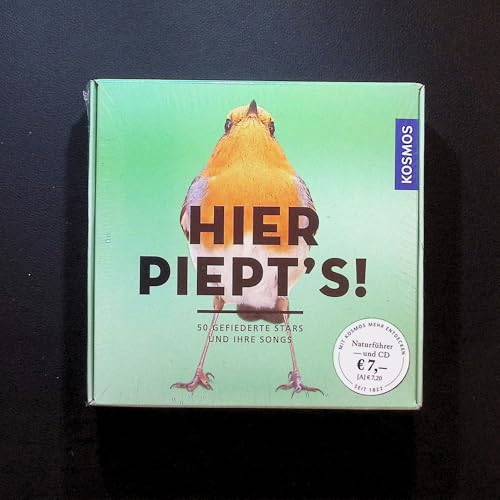 KOSMOS
HIER
PIEPT'S!
50 GEFIEDERTE STARS
UND IHRE SONGS
MIT KOSMOS MEHR ENTDECKEN
Naturführer
— und CD
€ 7,–
[A] € 7,20
SEIT 1822